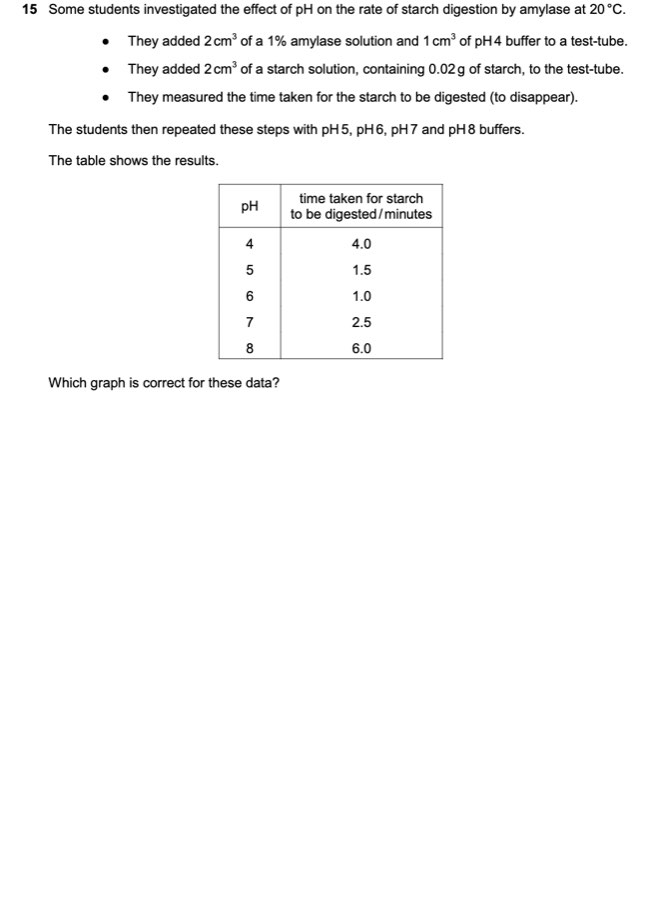 15 Some students investigated the effect of pH on the rate of starch digestion by amylase at 20 °C.
• They added 2 cm³ of a 1% amylase solution and 1 cm³ of pH 4 buffer to a test-tube.
• They added 2 cm³ of a starch solution, containing 0.02 g of starch, to the test-tube.
• They measured the time taken for the starch to be digested (to disappear).
The students then repeated these steps with pH 5, pH 6, pH 7 and pH 8 buffers.
The table shows the results.
pH time taken for starch
to be digested / minutes
4 4.0
5 1.5
6 1.0
7 2.5
8 6.0
Which graph is correct for these data?